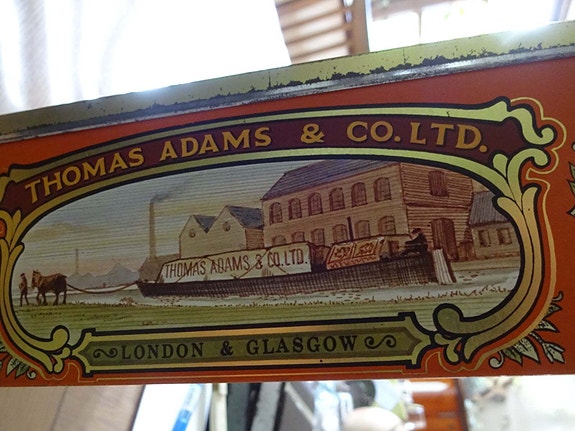 THOMAS ADAMS & CO. LTD.
THOMAS ADAMS & CO. LTD.
LONDON & GLASGOW